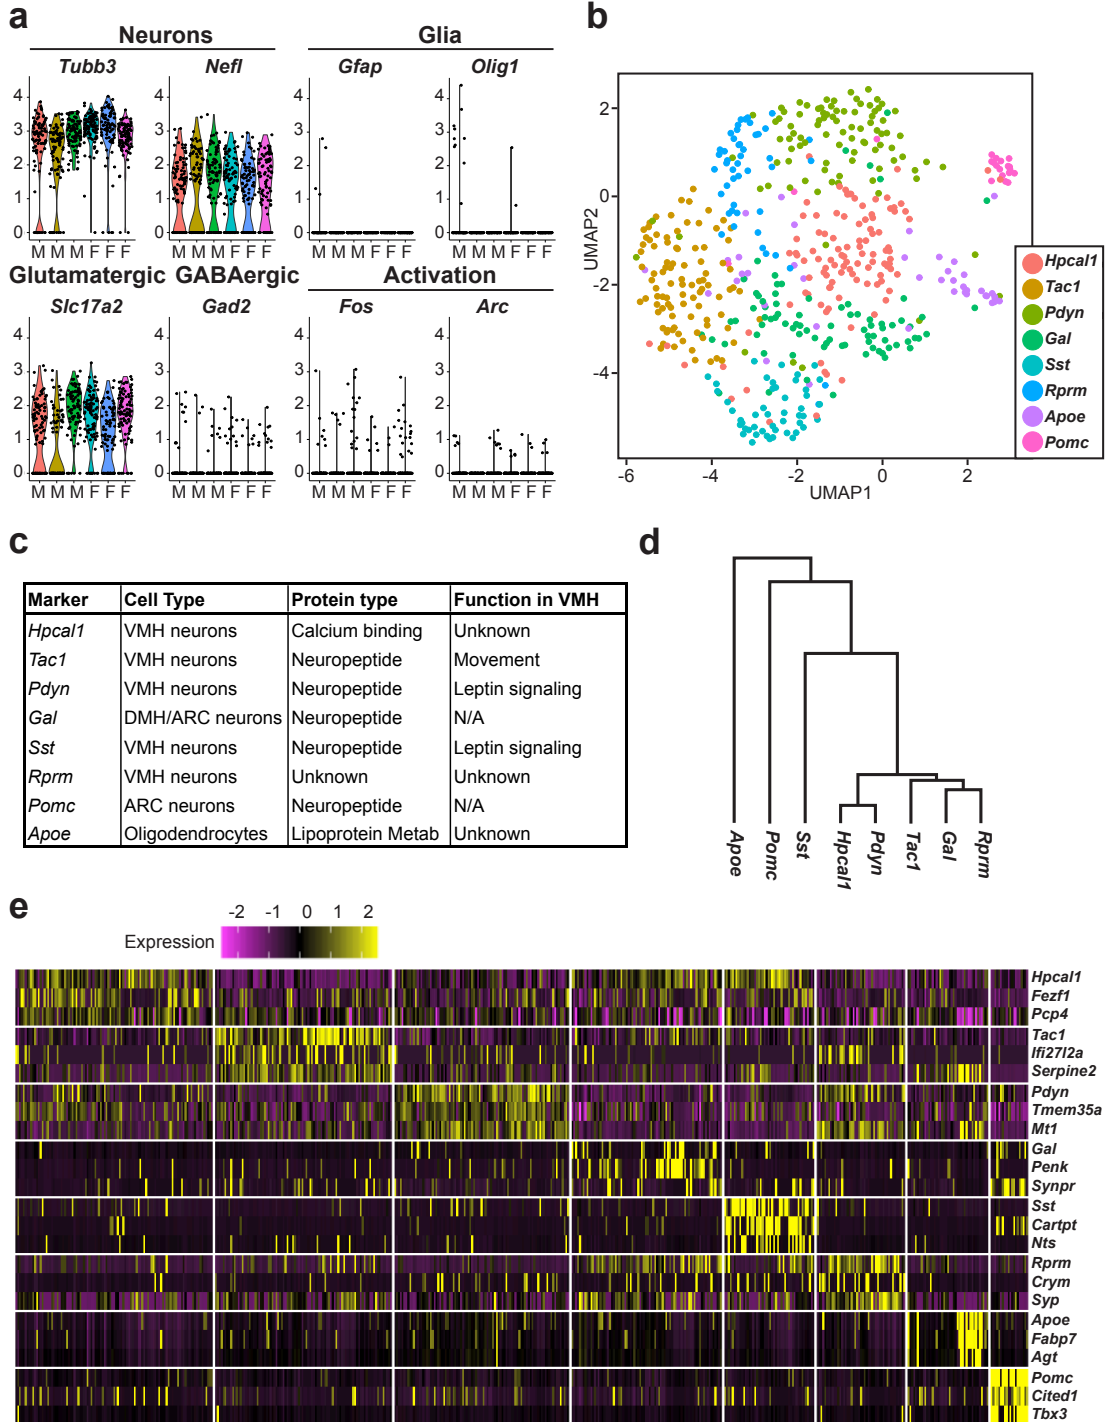 a
Neurons
Glia
Tubb3 Nefl Gfap Olig1
4 3 2 1 0
M M M F F F M M M F F F M M M F F F M M M F F F
Glutamatergic GABAergic Activation
Slc17a2 Gad2 Fos Arc
4 3 2 1 0
M M M F F F M M M F F F M M M F F F M M M F F F
b
UMAP2
2
0
-2
-4
-6 -4 -2 0 2
UMAP1
Hpcal1
Tac1
Pdyn
Gal
Sst
Rprm
Apoe
Pomc
c
Marker Cell Type Protein type Function in VMH
Hpcal1 VMH neurons Calcium binding Unknown
Tac1 VMH neurons Neuropeptide Movement
Pdyn VMH neurons Neuropeptide Leptin signaling
Gal DMH/ARC neurons Neuropeptide N/A
Sst VMH neurons Neuropeptide Leptin signaling
Rprm VMH neurons Unknown Unknown
Pomc ARC neurons Neuropeptide N/A
Apoe Oligodendrocytes Lipoprotein Metab Unknown
d
Apoe Pomc Sst Hpcal1 Pdyn Tac1 Gal Rprm
e
-2 -1 0 1 2
Expression
Hpcal1
Fezf1
Pcp4
Tac1
Ifi27l2a
Serpine2
Pdyn
Tmem35a
Mt1
Gal
Penk
Synpr
Sst
Cartpt
Nts
Rprm
Crym
Syp
Apoe
Fabp7
Agt
Pomc
Cited1
Tbx3